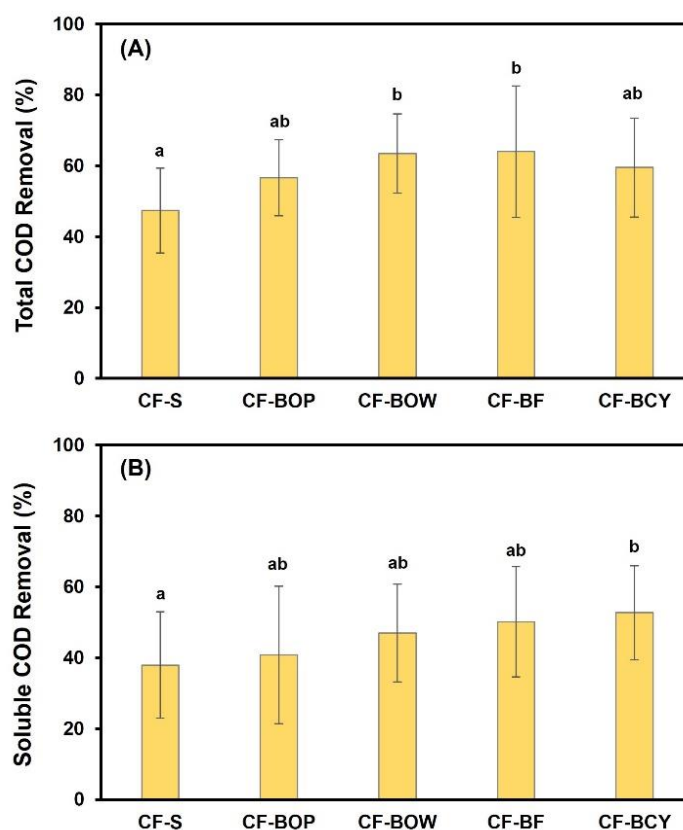 (A)
Total COD Removal (%)
100
80
60
40
20
0
a
ab
b
b
ab
CF-S CF-BOP CF-BOW CF-BF CF-BCY
(B)
Soluble COD Removal (%)
100
80
60
40
20
0
a
ab
ab
ab
b
CF-S CF-BOP CF-BOW CF-BF CF-BCY